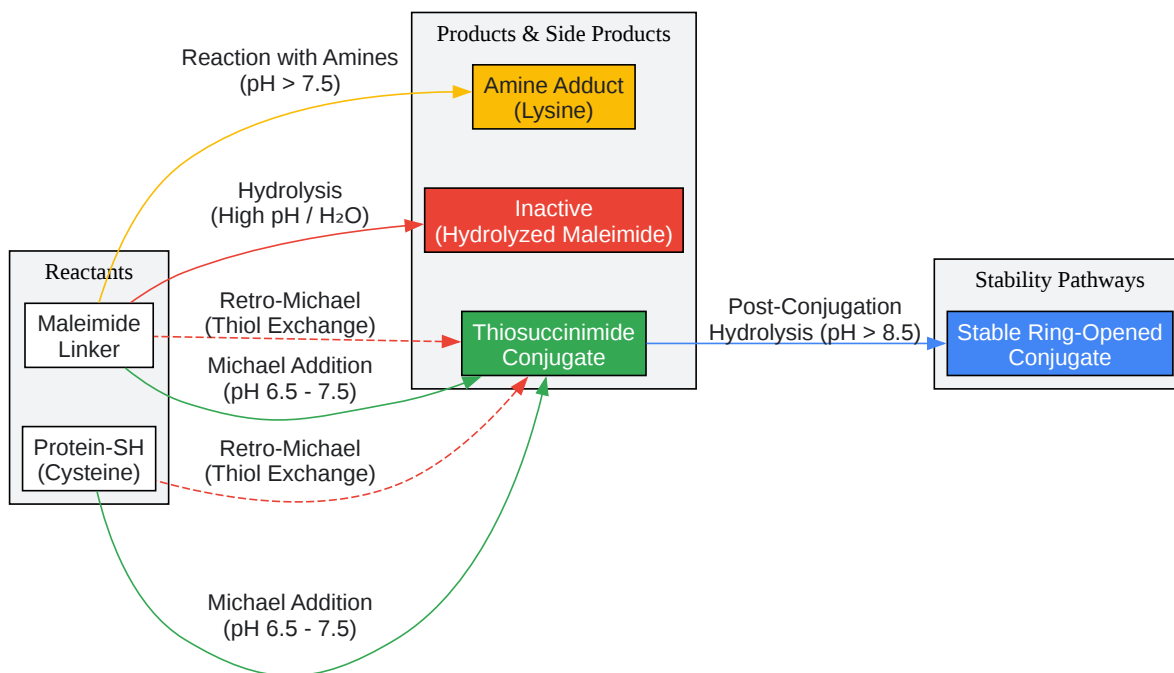 Products & Side Products
Reaction with Amines
(pH > 7.5)
Amine Adduct
(Lysine)
Hydrolysis
(High pH / H₂O)
Inactive
(Hydrolyzed Maleimide)
Reactants
Maleimide
Linker
Retro-Michael
(Thiol Exchange)
Thiosuccinimide
Conjugate
Michael Addition
(pH 6.5 - 7.5)
Post-Conjugation
Hydrolysis (pH > 8.5)
Stability Pathways
Stable Ring-Opened
Conjugate
Protein-SH
(Cysteine)
Retro-Michael
(Thiol Exchange)
Michael Addition
(pH 6.5 - 7.5)